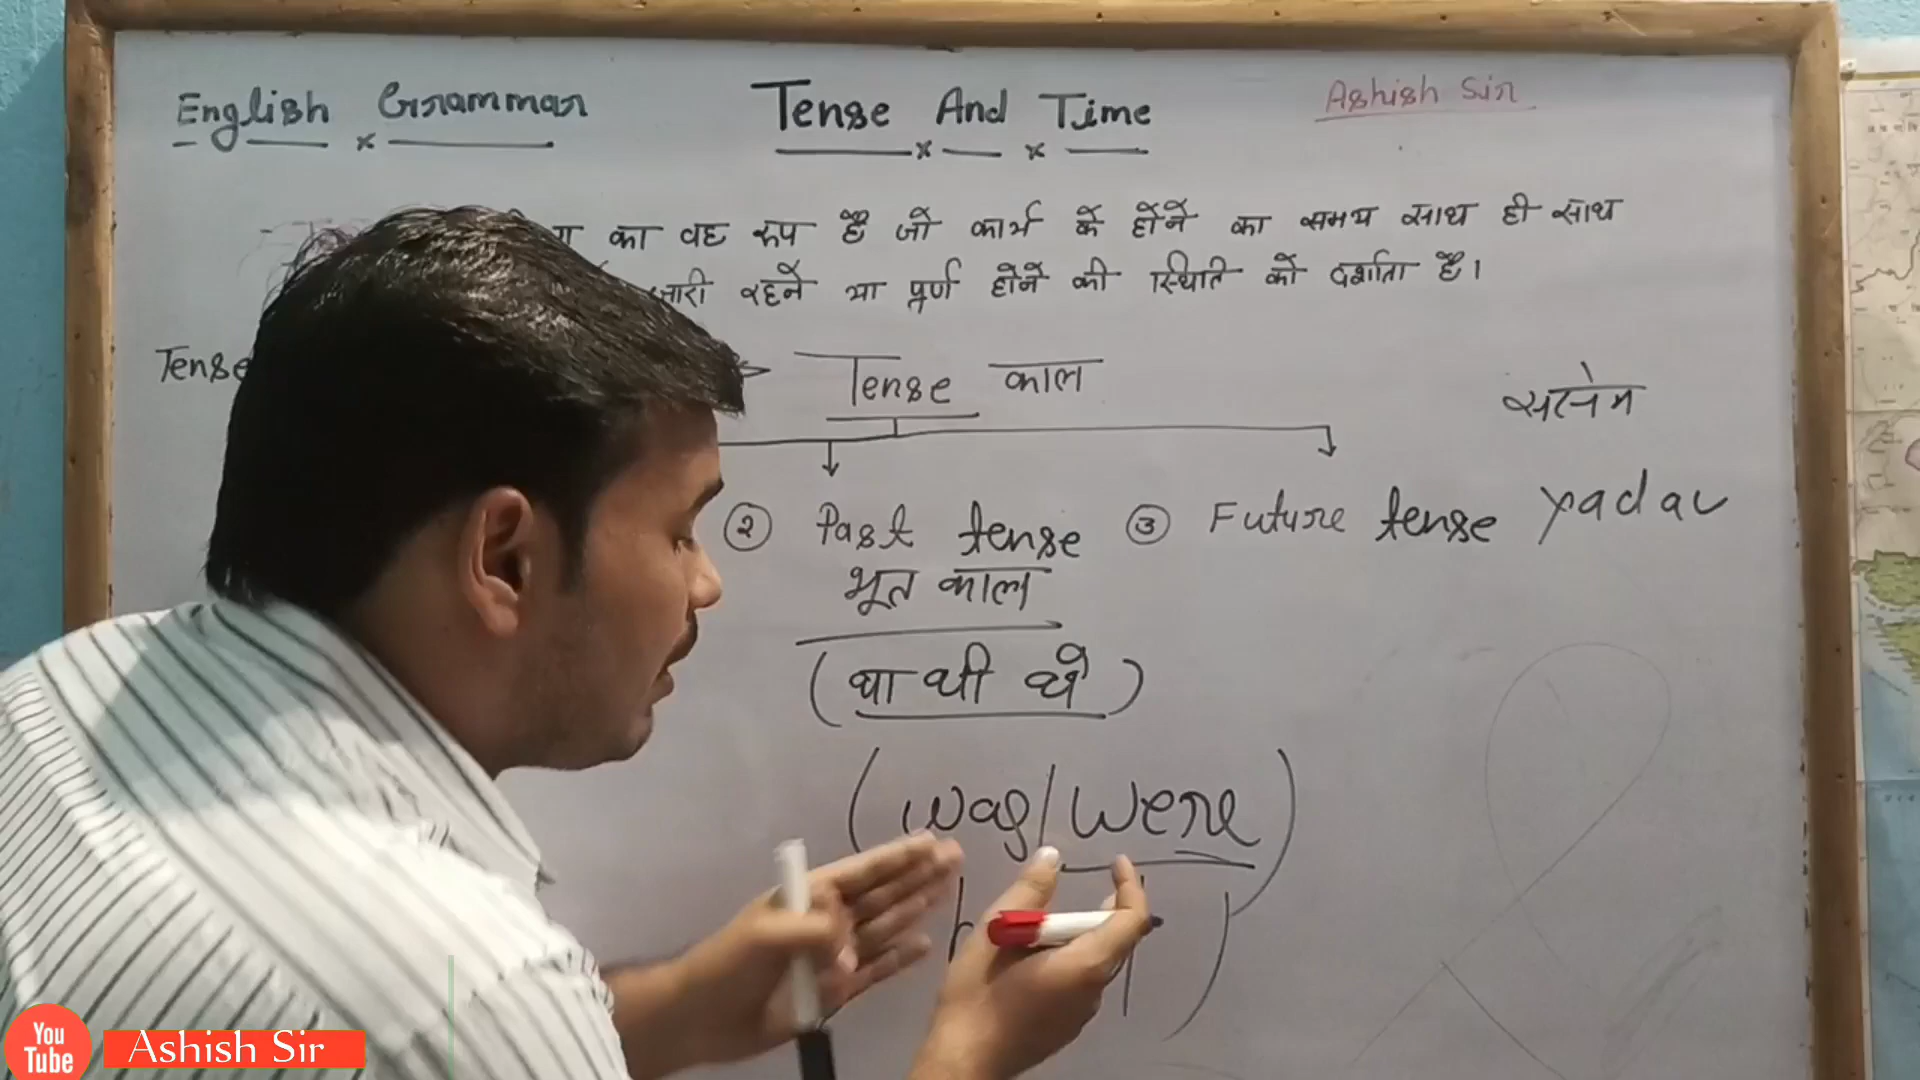 English Grammar Tense And Time Ashish Sir
का वह रूप है जो कार्य के होने का समय साथ ही साथ
जारी रहने या पूर्ण होने की स्थिति को दर्शाता है।
Tense Tense काल
② Past tense ③ Future tense yadav
भूत काल
(था थी थे)
(was/were)
You
Tube
Ashish Sir